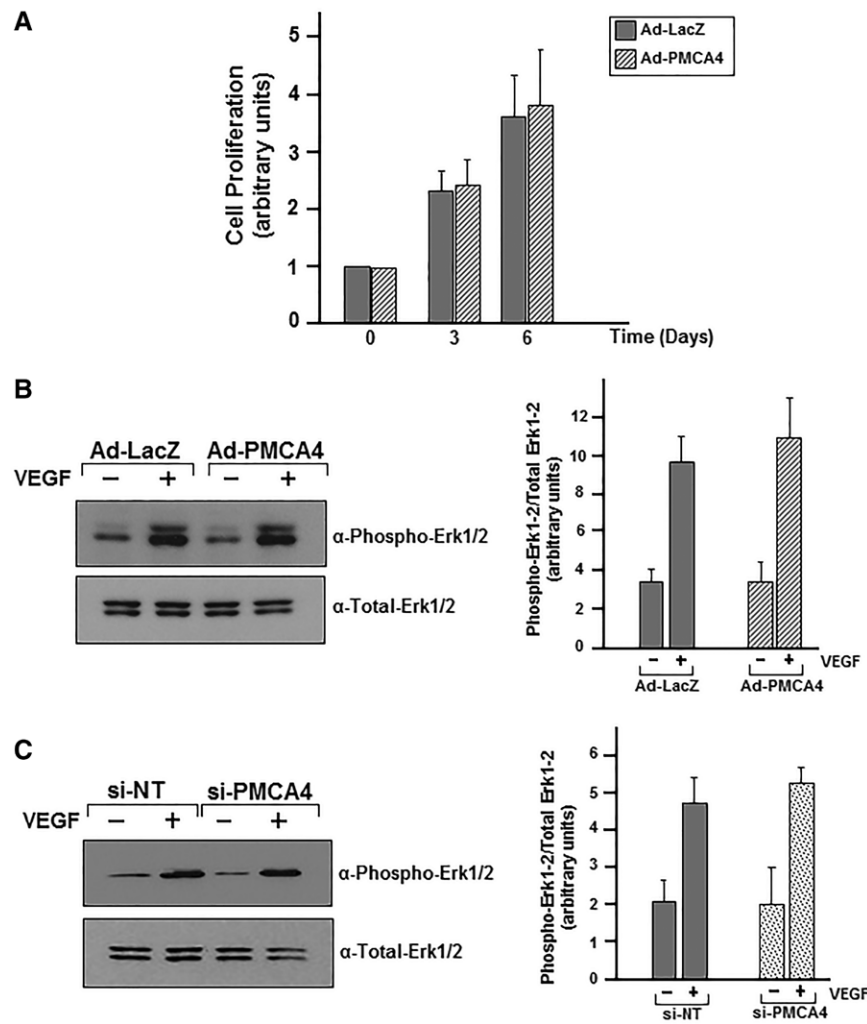 A
Cell Proliferation
(arbitrary units)
5
4
3
2
1
0
0 3 6 Time (Days)
Ad-LacZ
Ad-PMCA4
B
Ad-LacZ Ad-PMCA4
VEGF − + − +
α-Phospho-Erk1/2
α-Total-Erk1/2
Phospho-Erk1-2/Total Erk1-2
(arbitrary units)
12
10
8
6
4
2
0
− + − + VEGF
Ad-LacZ Ad-PMCA4
C
si-NT si-PMCA4
VEGF − + − +
α-Phospho-Erk1/2
α-Total-Erk1/2
Phospho-Erk1-2/Total Erk1-2
(arbitrary units)
6
5
4
3
2
1
0
− + − + VEGF
si-NT si-PMCA4